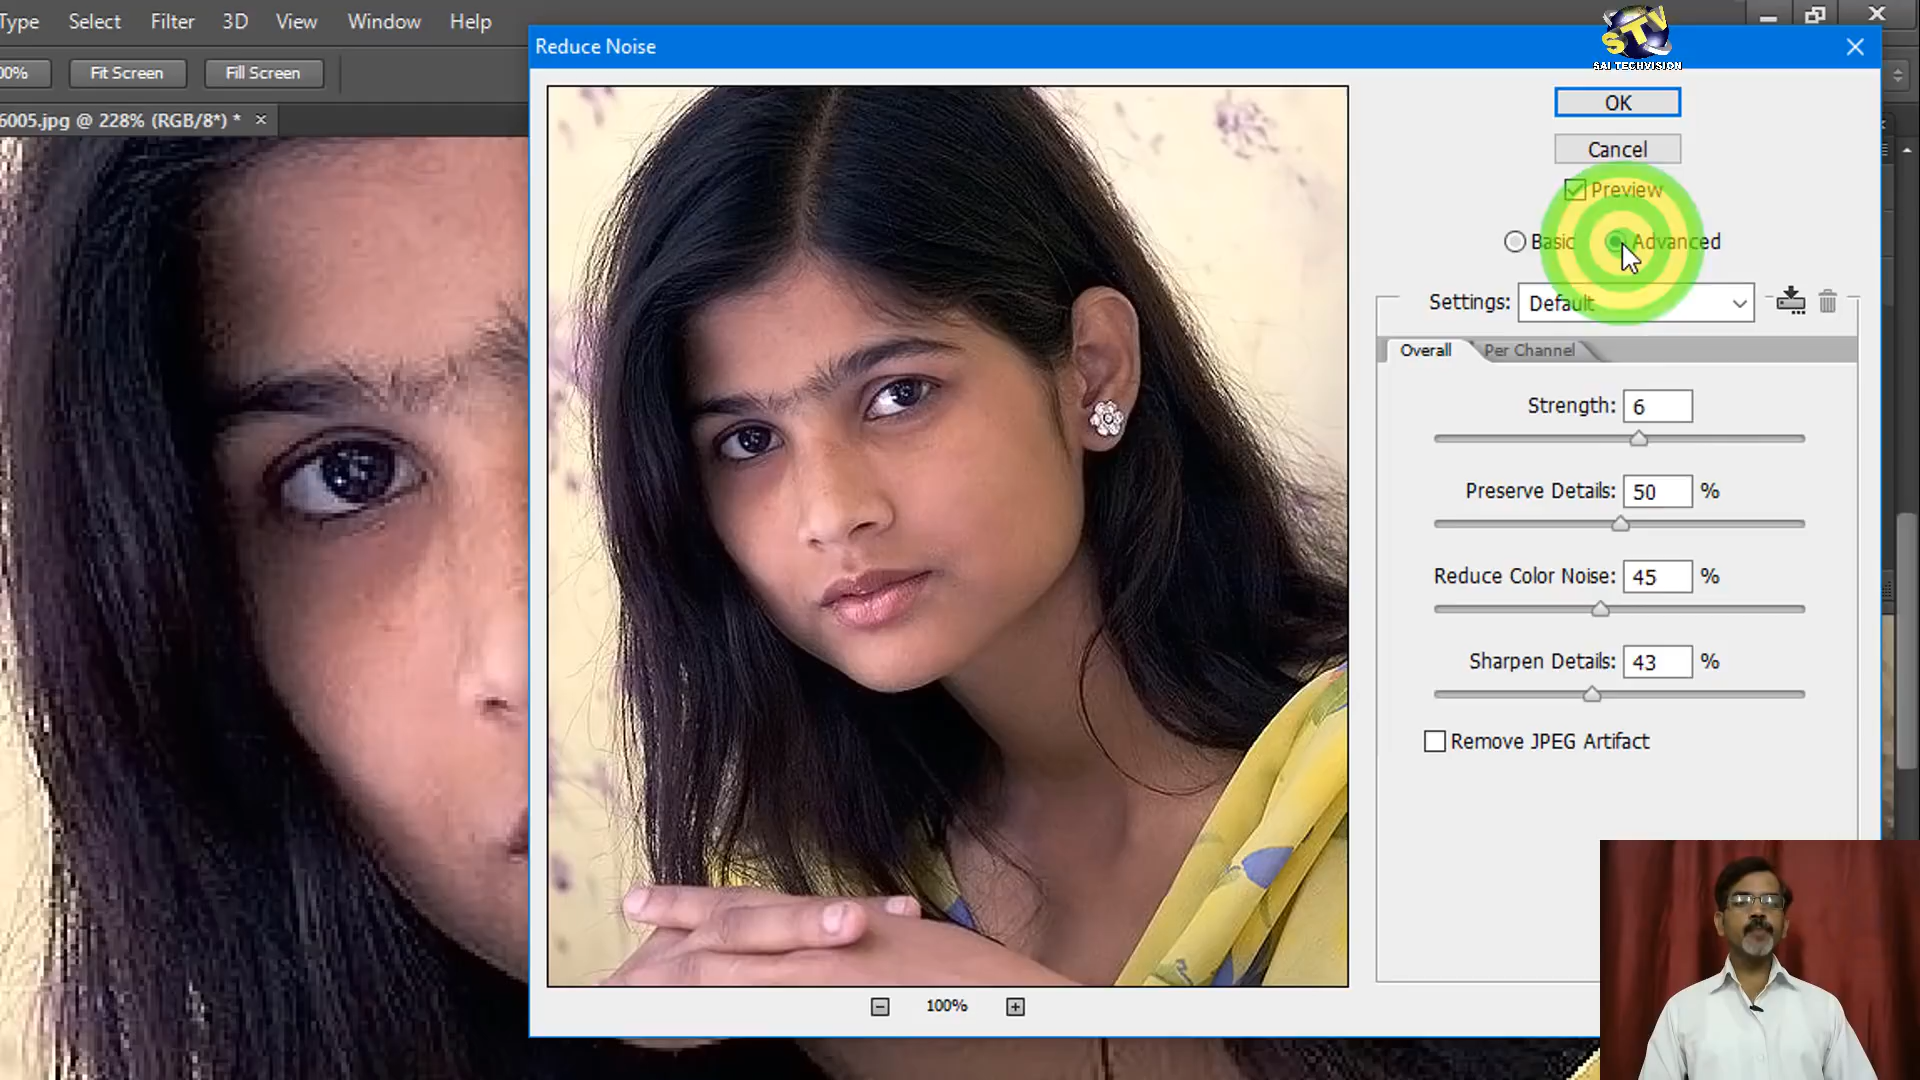 Type Select Filter 3D View Window Help
00% Fit Screen Fill Screen
6005.jpg @ 228% (RGB/8*) * ×
Reduce Noise
STV
SAI TECHVISION
OK
Cancel
Preview
Basic Advanced
Settings: Default
Overall Per Channel
Strength: 6
Preserve Details: 50 %
Reduce Color Noise: 45 %
Sharpen Details: 43 %
Remove JPEG Artifact
100%